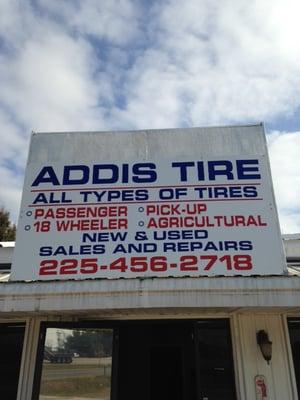 ADDIS TIRE
ALL TYPES OF TIRES
PASSENGER PICK-UP
18 WHEELER AGRICULTURAL
NEW & USED
SALES AND REPAIRS
225-456-2718